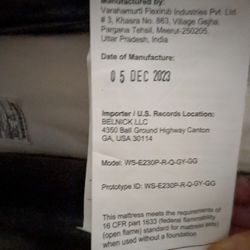 Manufactured by:
Varahamurti Flexirub Industries Pvt. Ltd.
# 3, Khasra No. 863, Village Gejha,
Pargana Tehsil, Meerut-250205.
Uttar Pradesh, India
Date of Manufacture:
05 DEC 2023
Importer / U.S. Records Location:
BELNICK LLC
4350 Ball Ground Highway Canton
GA, USA 30114
Model: WS-E230P-R-Q-GY-GG
Prototype ID: WS-E230P-R-Q-GY-GG
This mattress meets the requirements of
16 CFR part 1633 (federal flammability
(open flame) standard for mattress sets)
when used without a foundation